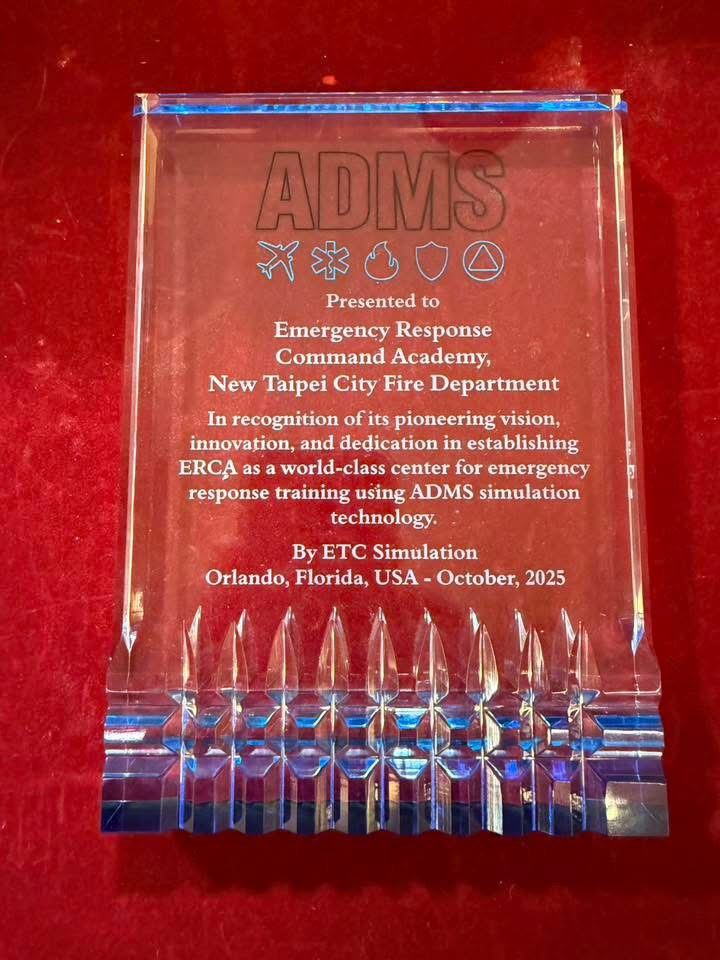 ADMS
Presented to
Emergency Response
Command Academy,
New Taipei City Fire Department
In recognition of its pioneering vision,
innovation, and dedication in establishing
ERCA as a world-class center for emergency
response training using ADMS simulation
technology.
By ETC Simulation
Orlando, Florida, USA - October, 2025